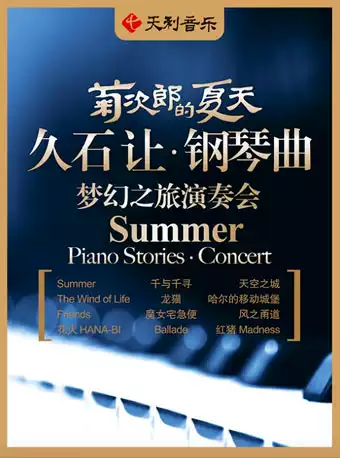 天利音乐
菊次郎的夏天
久石让·钢琴曲
梦幻之旅演奏会
Summer
Piano Stories · Concert
Summer 千与千寻 天空之城
The Wind of Life 龙猫 哈尔的移动城堡
Friends 魔女宅急便 风之甬道
花火 HANA-BI Ballade 红猪 Madness